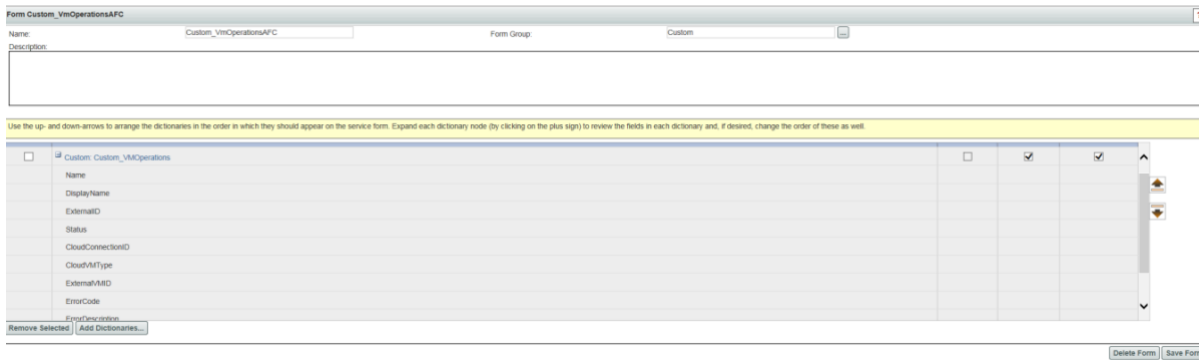 Form Custom_VmOperationsAFC
Name: Custom_VmOperationsAFC Form Group: Custom ...
Description:
Use the up- and down-arrows to arrange the dictionaries in the order in which they should appear on the service form. Expand each dictionary node (by clicking on the plus sign) to review the fields in each dictionary and, if desired, change the order of these as well.
Custom: Custom_VMOperations
Name
DisplayName
ExternalID
Status
CloudConnectionID
CloudVMType
ExternalVMID
ErrorCode
ErrorDescription
Remove Selected Add Dictionaries...
Delete Form Save Form